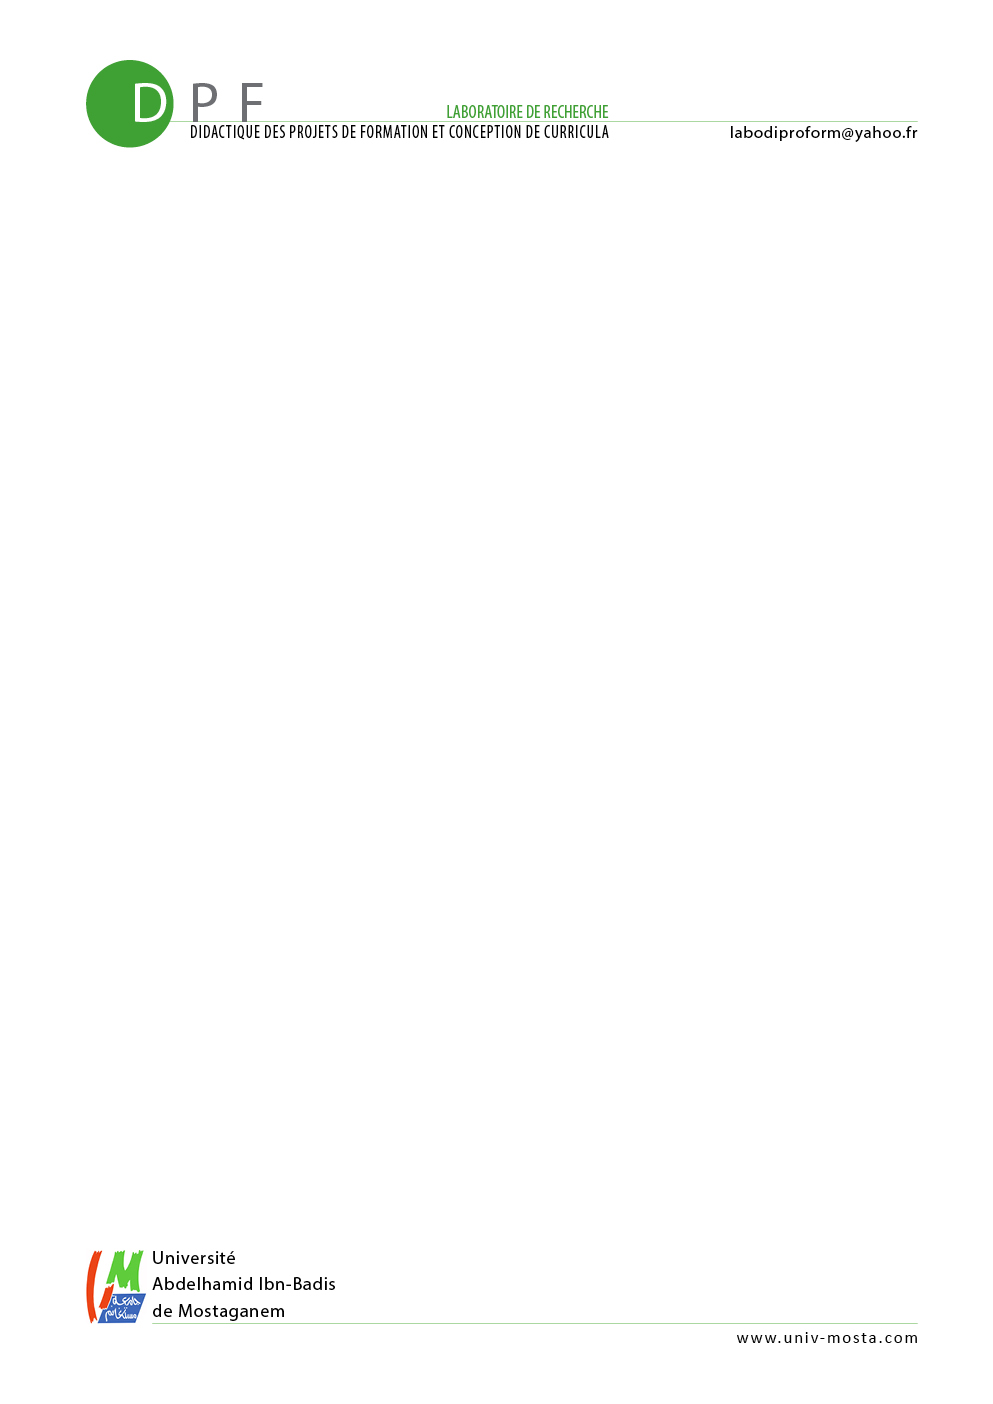 D P F
LABORATOIRE DE RECHERCHE
DIDACTIQUE DES PROJETS DE FORMATION ET CONCEPTION DE CURRICULA
labodiproform@yahoo.fr
Université
Abdelhamid Ibn-Badis
de Mostaganem
www.univ-mosta.com